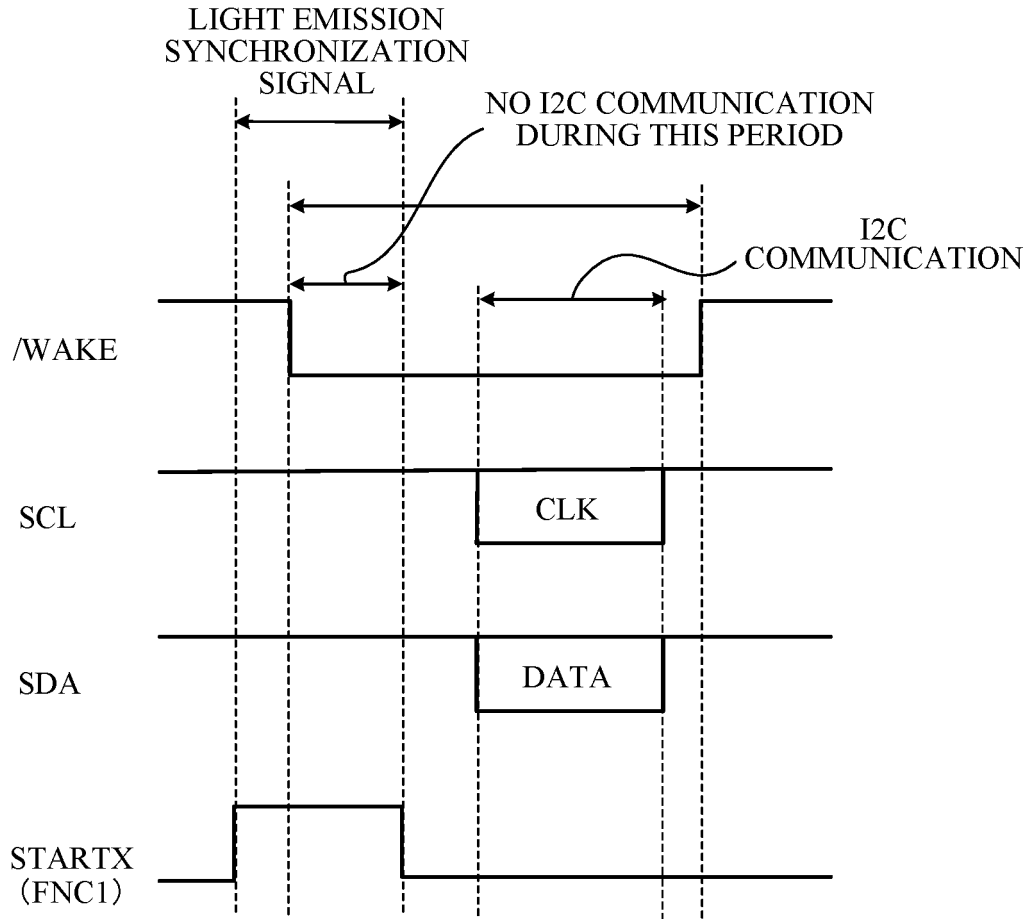 LIGHT EMISSION
SYNCHRONIZATION
SIGNAL
NO I2C COMMUNICATION
DURING THIS PERIOD
I2C
COMMUNICATION
/WAKE
SCL
CLK
SDA
DATA
STARTX
(FNC1)